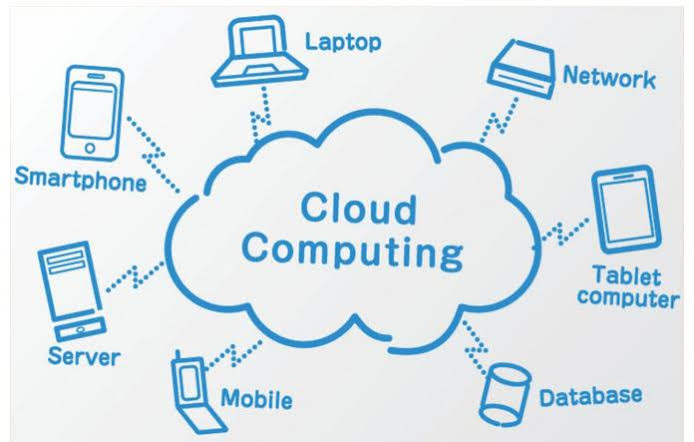 Laptop
Network
Smartphone
Cloud
Computing
Tablet
computer
Server
Mobile
Database